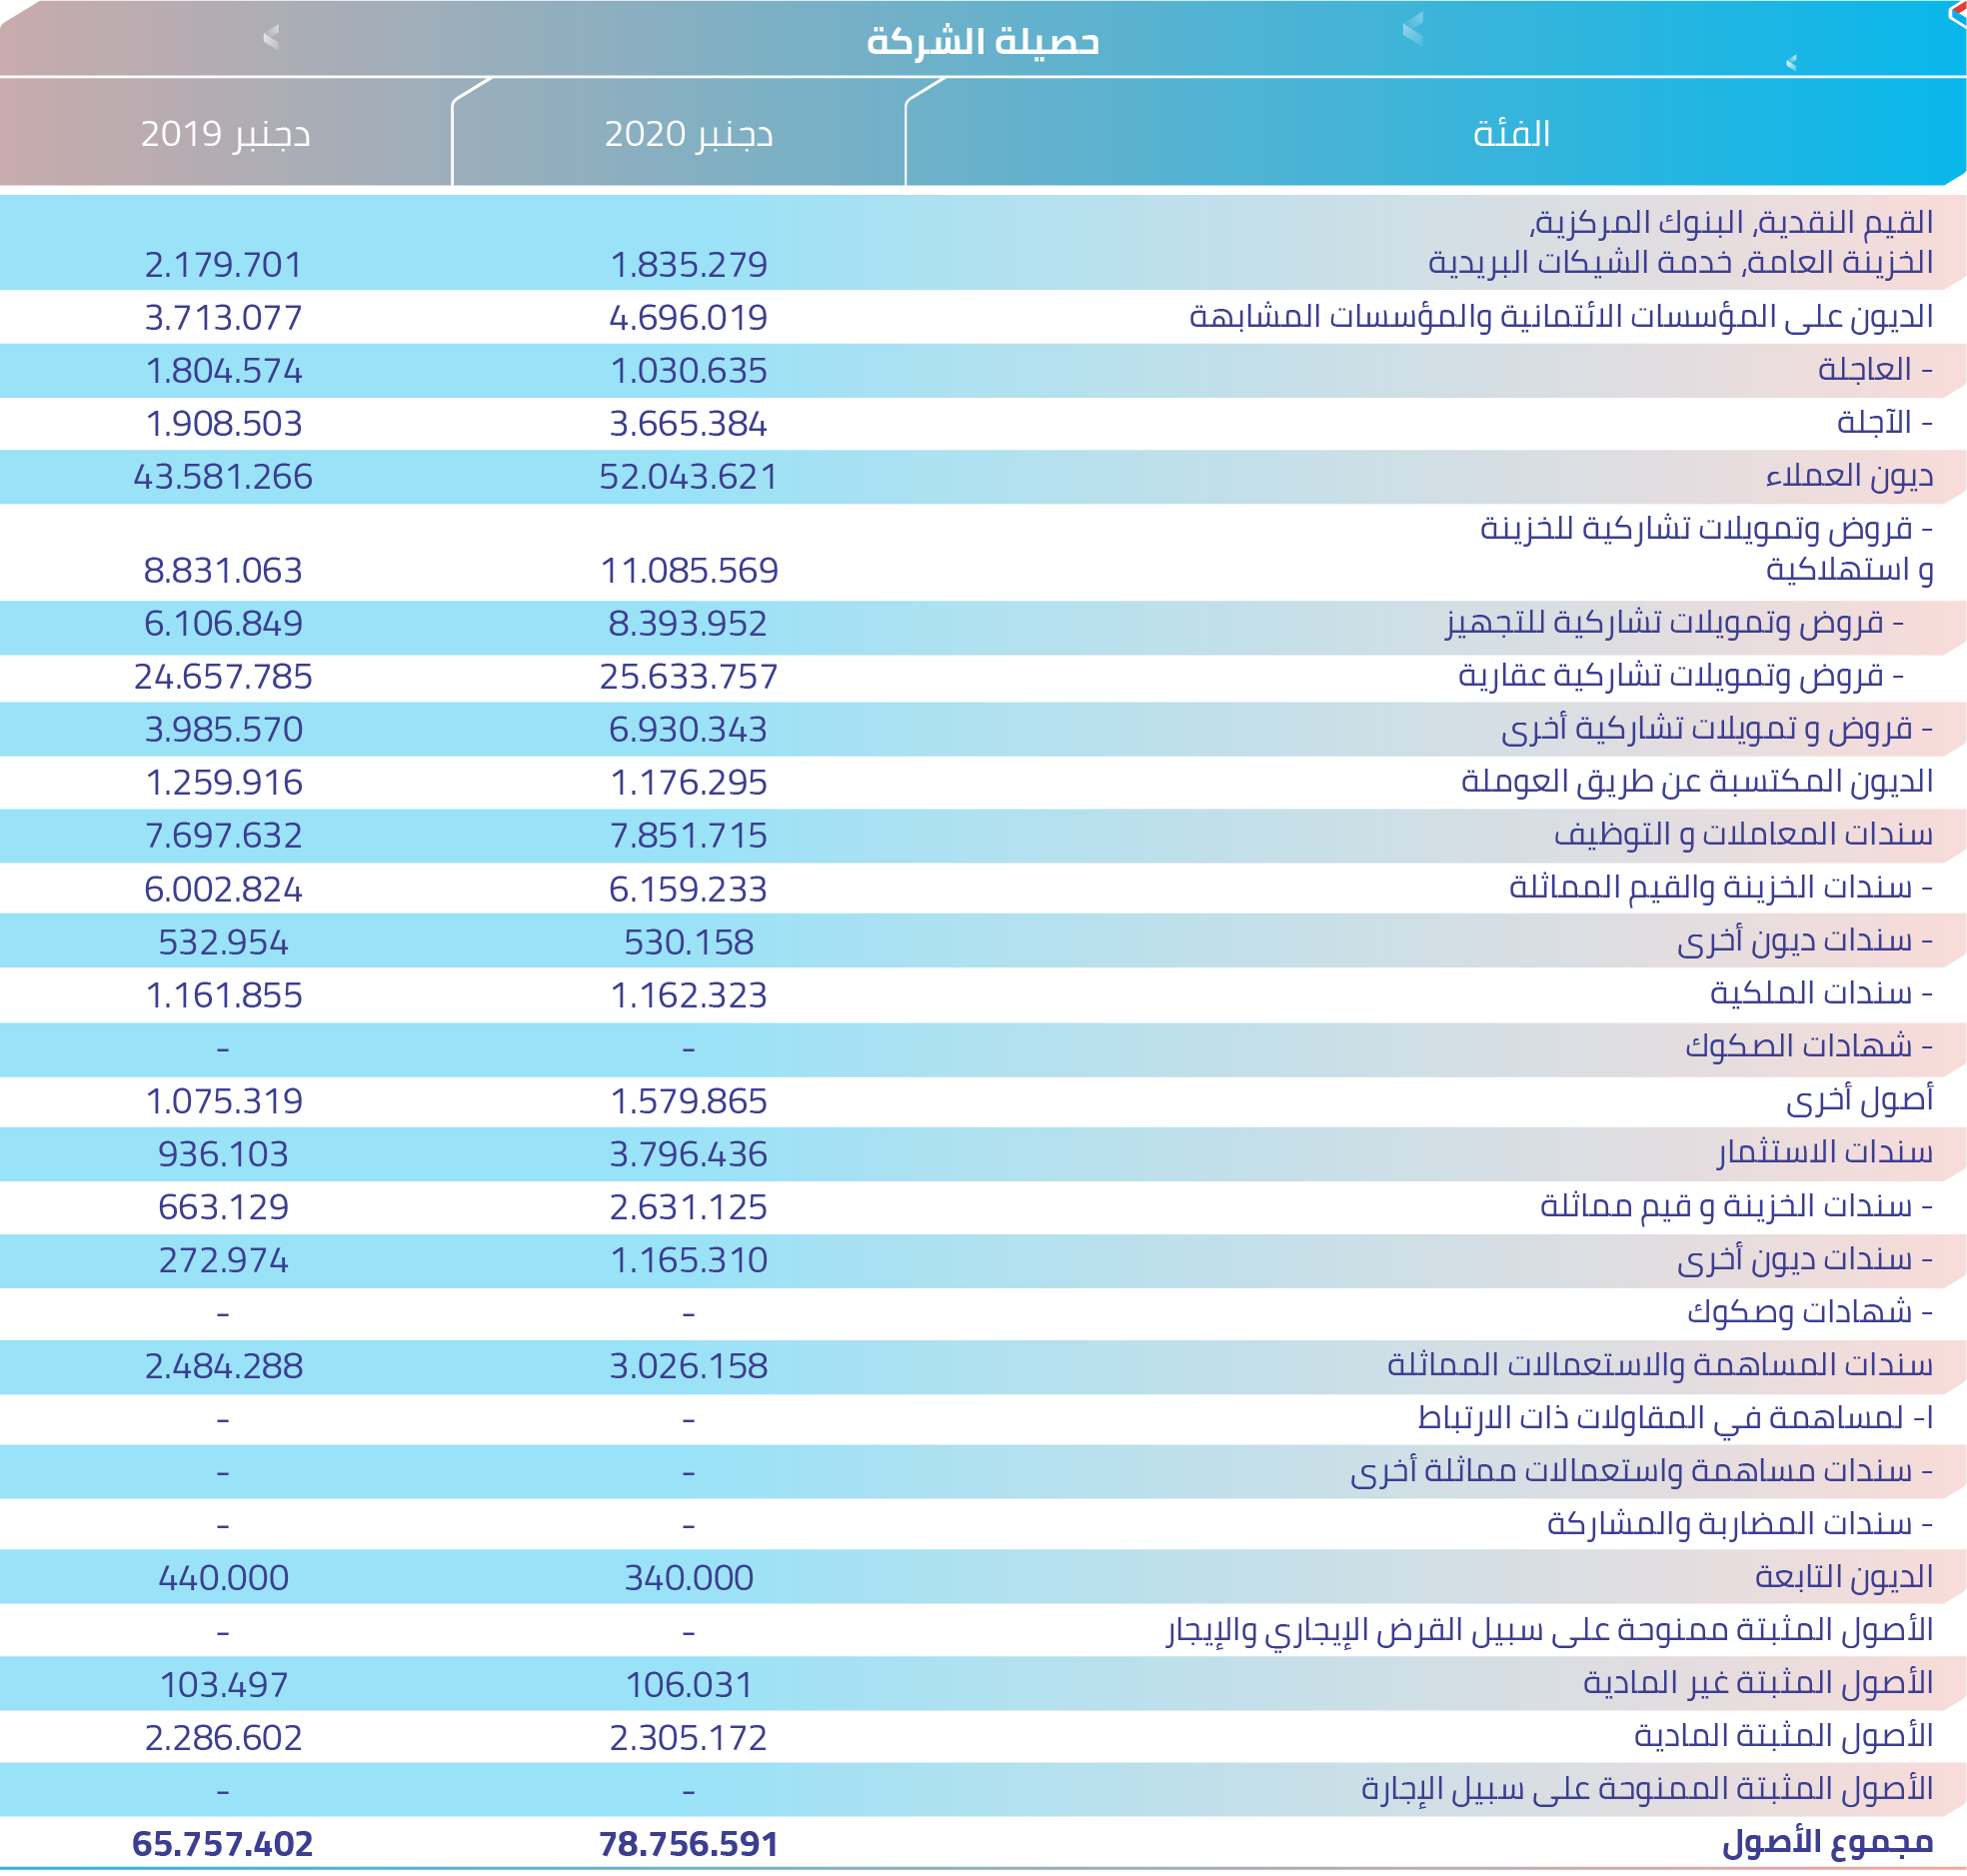 حصيلة الشركة
الفئة دجنبر 2020 دجنبر 2019
القيم النقدية، البنوك المركزية،
الخزينة العامة، خدمة الشيكات البريدية 1.835.279 2.179.701
الديون على المؤسسات الائتمانية والمؤسسات المشابهة 4.696.019 3.713.077
- العاجلة 1.030.635 1.804.574
- الآجلة 3.665.384 1.908.503
ديون العملاء 52.043.621 43.581.266
- قروض وتمويلات تشاركية للخزينة
و استهلاكية 11.085.569 8.831.063
- قروض وتمويلات تشاركية للتجهيز 8.393.952 6.106.849
- قروض وتمويلات تشاركية عقارية 25.633.757 24.657.785
- قروض و تمويلات تشاركية أخرى 6.930.343 3.985.570
الديون المكتسبة عن طريق العوملة 1.176.295 1.259.916
سندات المعاملات و التوظيف 7.851.715 7.697.632
- سندات الخزينة والقيم المماثلة 6.159.233 6.002.824
- سندات ديون أخرى 530.158 532.954
- سندات الملكية 1.162.323 1.161.855
- شهادات الصكوك - -
أصول أخرى 1.579.865 1.075.319
سندات الاستثمار 3.796.436 936.103
- سندات الخزينة و قيم مماثلة 2.631.125 663.129
- سندات ديون أخرى 1.165.310 272.974
- شهادات وصكوك - -
سندات المساهمة والاستعمالات المماثلة 3.026.158 2.484.288
ا- لمساهمة في المقاولات ذات الارتباط - -
- سندات مساهمة واستعمالات مماثلة أخرى - -
- سندات المضاربة والمشاركة - -
الديون التابعة 340.000 440.000
الأصول المثبتة ممنوحة على سبيل القرض الإيجاري والإيجار - -
الأصول المثبتة غير المادية 106.031 103.497
الأصول المثبتة المادية 2.305.172 2.286.602
الأصول المثبتة الممنوحة على سبيل الإجارة - -
مجموع الأصول 78.756.591 65.757.402